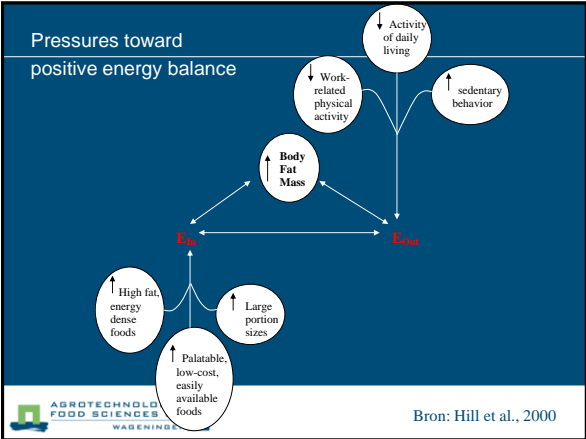 Pressures toward
positive energy balance
↓ Activity
of daily
living
↓ Work-
related
physical
activity
↑ sedentary
behavior
↑ Body
Fat
Mass
E_In
E_Out
↑ High fat,
energy
dense
foods
↑ Large
portion
sizes
↑ Palatable,
low-cost,
easily
available
foods
AGROTECHNOLO
FOOD SCIENCES
Bron: Hill et al., 2000